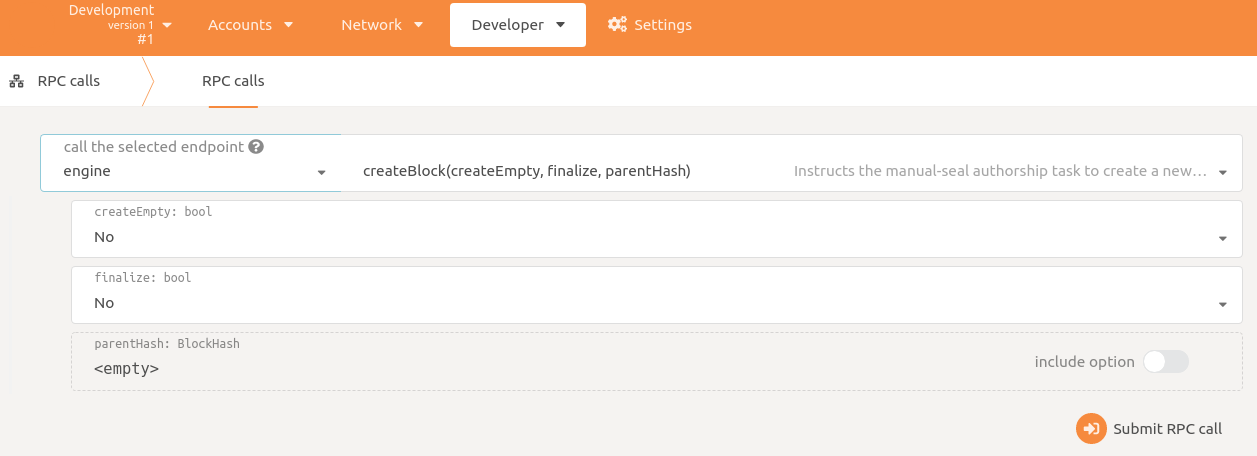 Development
version 1
#1
Accounts
Network
Developer
Settings
RPC calls
RPC calls
call the selected endpoint
engine
createBlock(createEmpty, finalize, parentHash)
Instructs the manual-seal authorship task to create a new…
createEmpty: bool
No
finalize: bool
No
parentHash: BlockHash
<empty>
include option
Submit RPC call